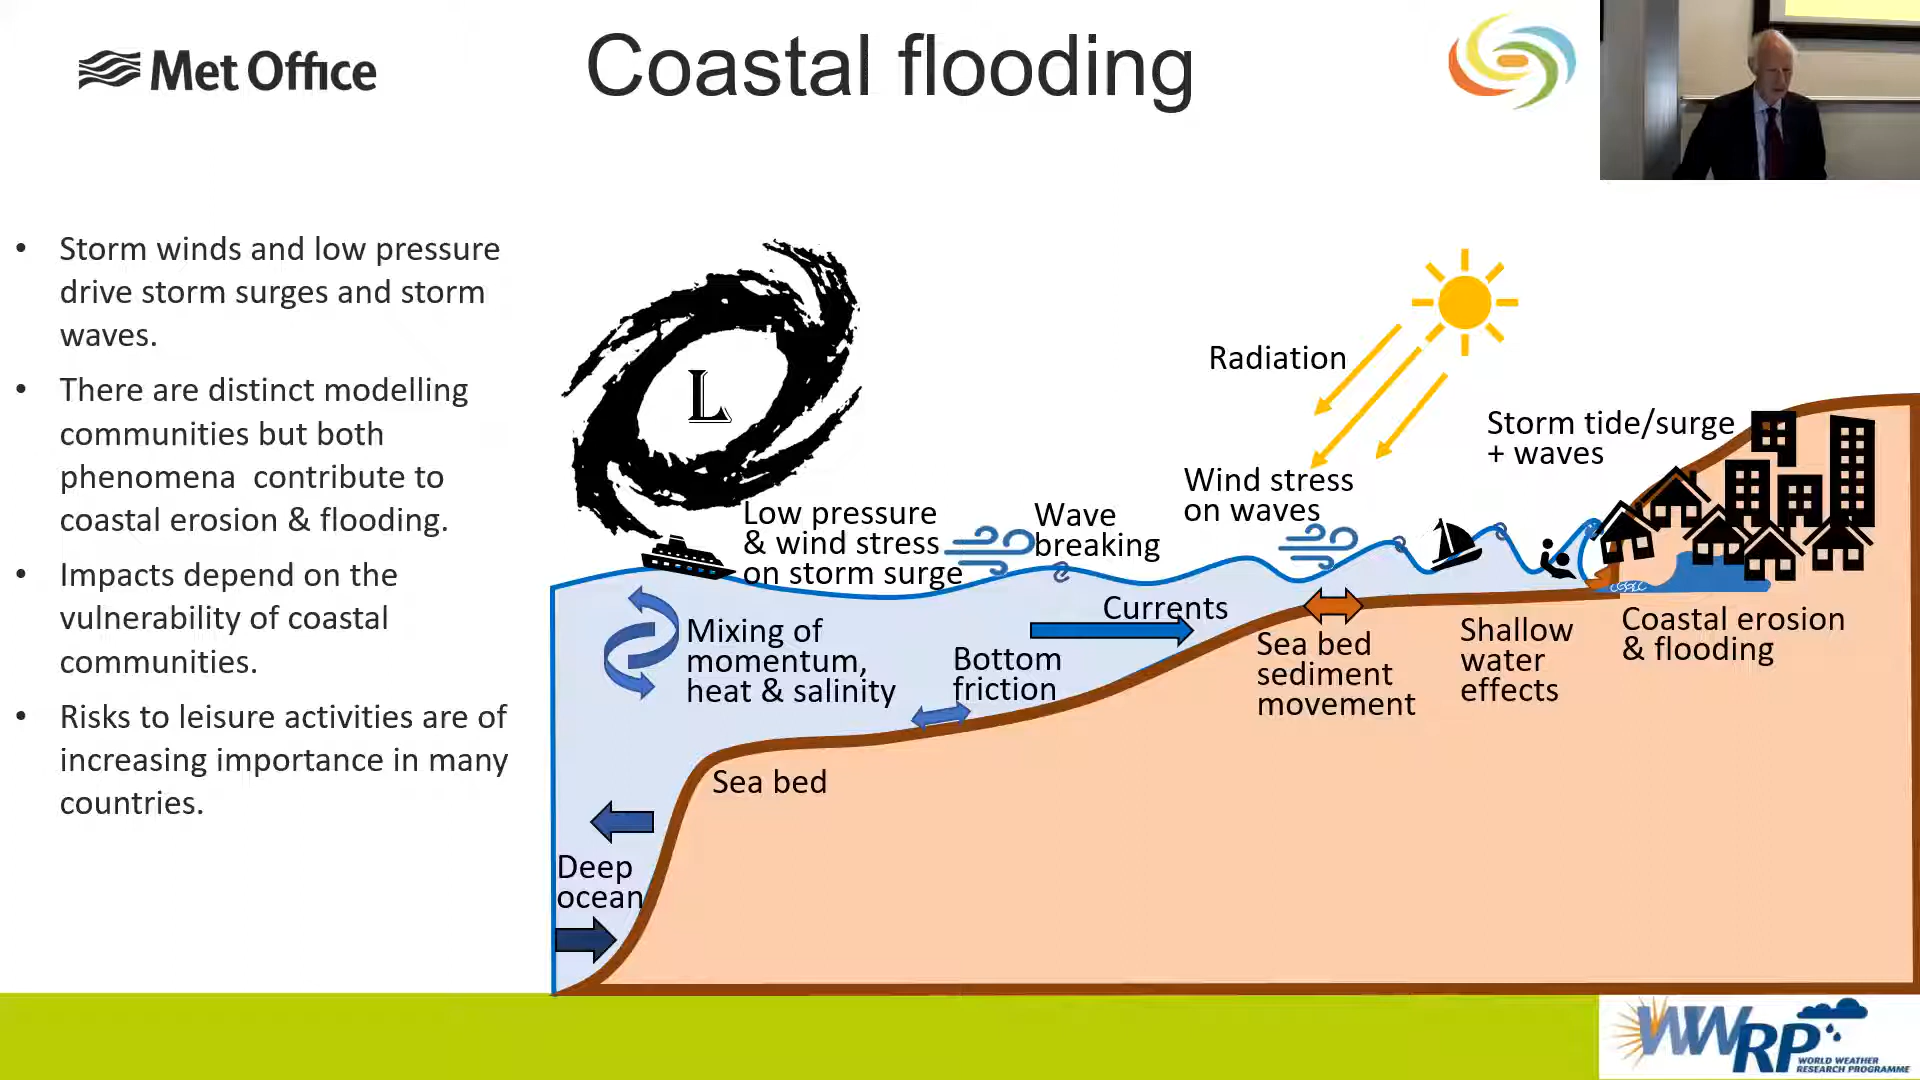 Met Office
Coastal flooding
• Storm winds and low pressure
drive storm surges and storm
waves.
• There are distinct modelling
communities but both
phenomena  contribute to
coastal erosion & flooding.
• Impacts depend on the
vulnerability of coastal
communities.
• Risks to leisure activities are of
increasing importance in many
countries.
L
Low pressure
& wind stress
on storm surge
Wave
breaking
Radiation
Wind stress
on waves
Storm tide/surge
+ waves
Mixing of
momentum,
heat & salinity
Bottom
friction
Currents
Sea bed
sediment
movement
Shallow
water
effects
Coastal erosion
& flooding
Sea bed
Deep
ocean
WWRP
WORLD WEATHER
RESEARCH PROGRAMME